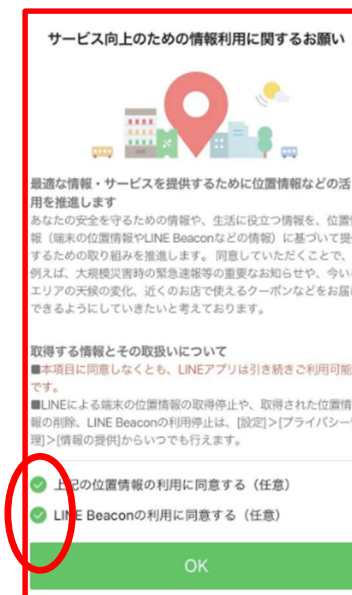 サービス向上のための情報利用に関するお願い
最適な情報・サービスを提供するために位置情報などの活
用を推進します
あなたの安全を守るための情報や、生活に役立つ情報を、位置情
報（端末の位置情報やLINE Beaconなどの情報）に基づいて提
するための取り組みを推進します。 同意していただくことで、
例えば、大規模災害時の緊急速報等の重要なお知らせや、今い
エリアの天候の変化、近くのお店で使えるクーポンなどをお届
できるようにしていきたいと考えております。
取得する情報とその取扱いについて
■本項目に同意しなくとも、LINEアプリは引き続きご利用可能
です。
■LINEによる端末の位置情報の取得停止や、取得された位置情
報の削除、LINE Beaconの利用停止は、[設定]>[プライバシー
理]>[情報の提供]からいつでも行えます。
上記の位置情報の利用に同意する（任意）
LINE Beaconの利用に同意する（任意）
OK